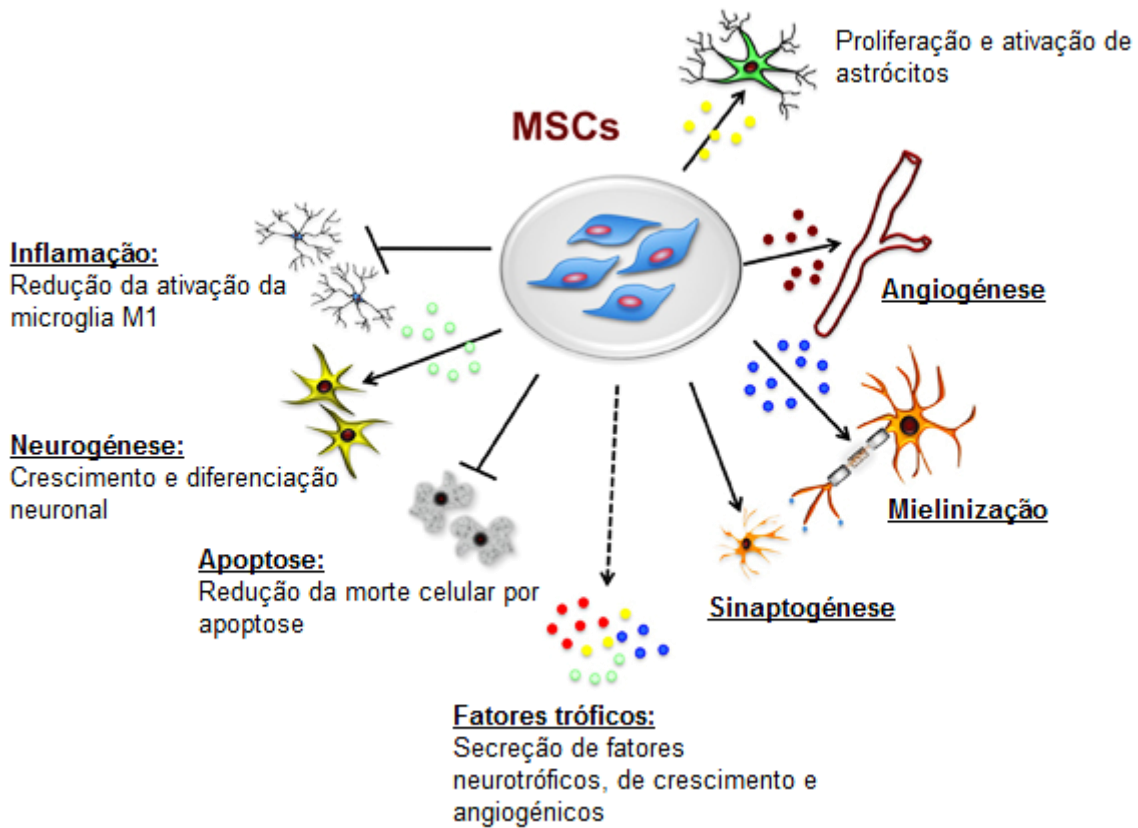 Proliferação e ativação de
astrócitos
MSCs
Inflamação:
Redução da ativação da
microglia M1
Angiogénese
Neurogénese:
Crescimento e diferenciação
neuronal
Mielinização
Apoptose:
Redução da morte celular por
apoptose
Sinaptogénese
Fatores tróficos:
Secreção de fatores
neurotróficos, de crescimento e
angiogénicos